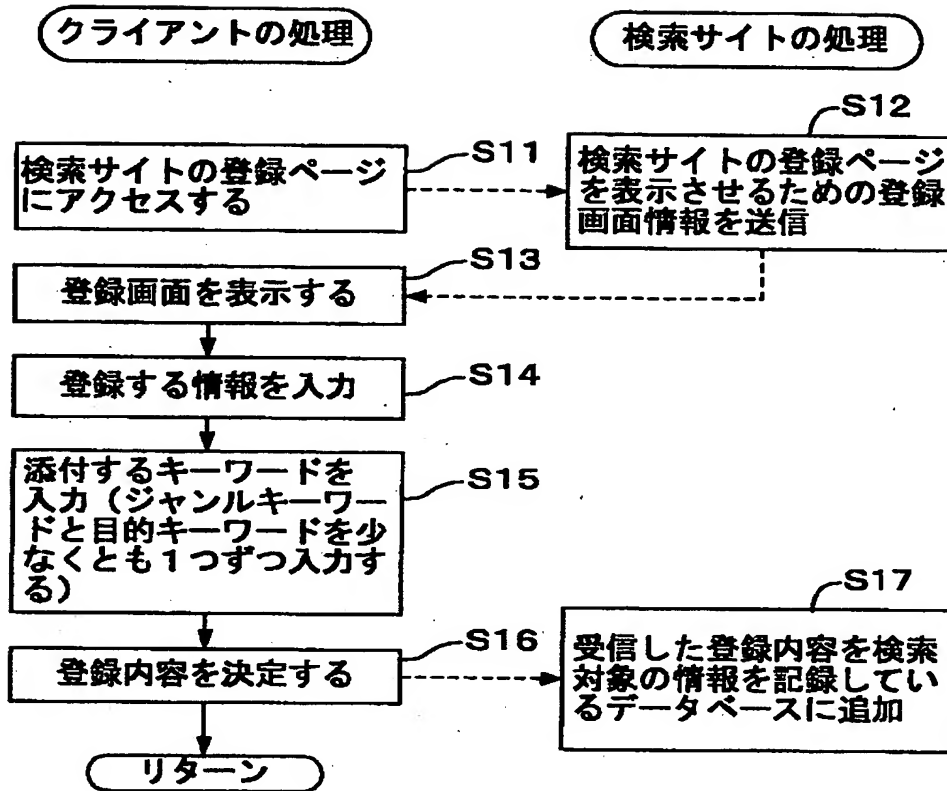 クライアントの処理
検索サイトの処理
S11
検索サイトの登録ページ
にアクセスする
S12
検索サイトの登録ページ
を表示させるための登録
画面情報を送信
S13
登録画面を表示する
S14
登録する情報を入力
S15
添付するキーワードを
入力（ジャンルキーワー
ドと目的キーワードを少
なくとも１つずつ入力す
る）
S16
登録内容を決定する
S17
受信した登録内容を検索
対象の情報を記録してい
るデータベースに追加
リターン